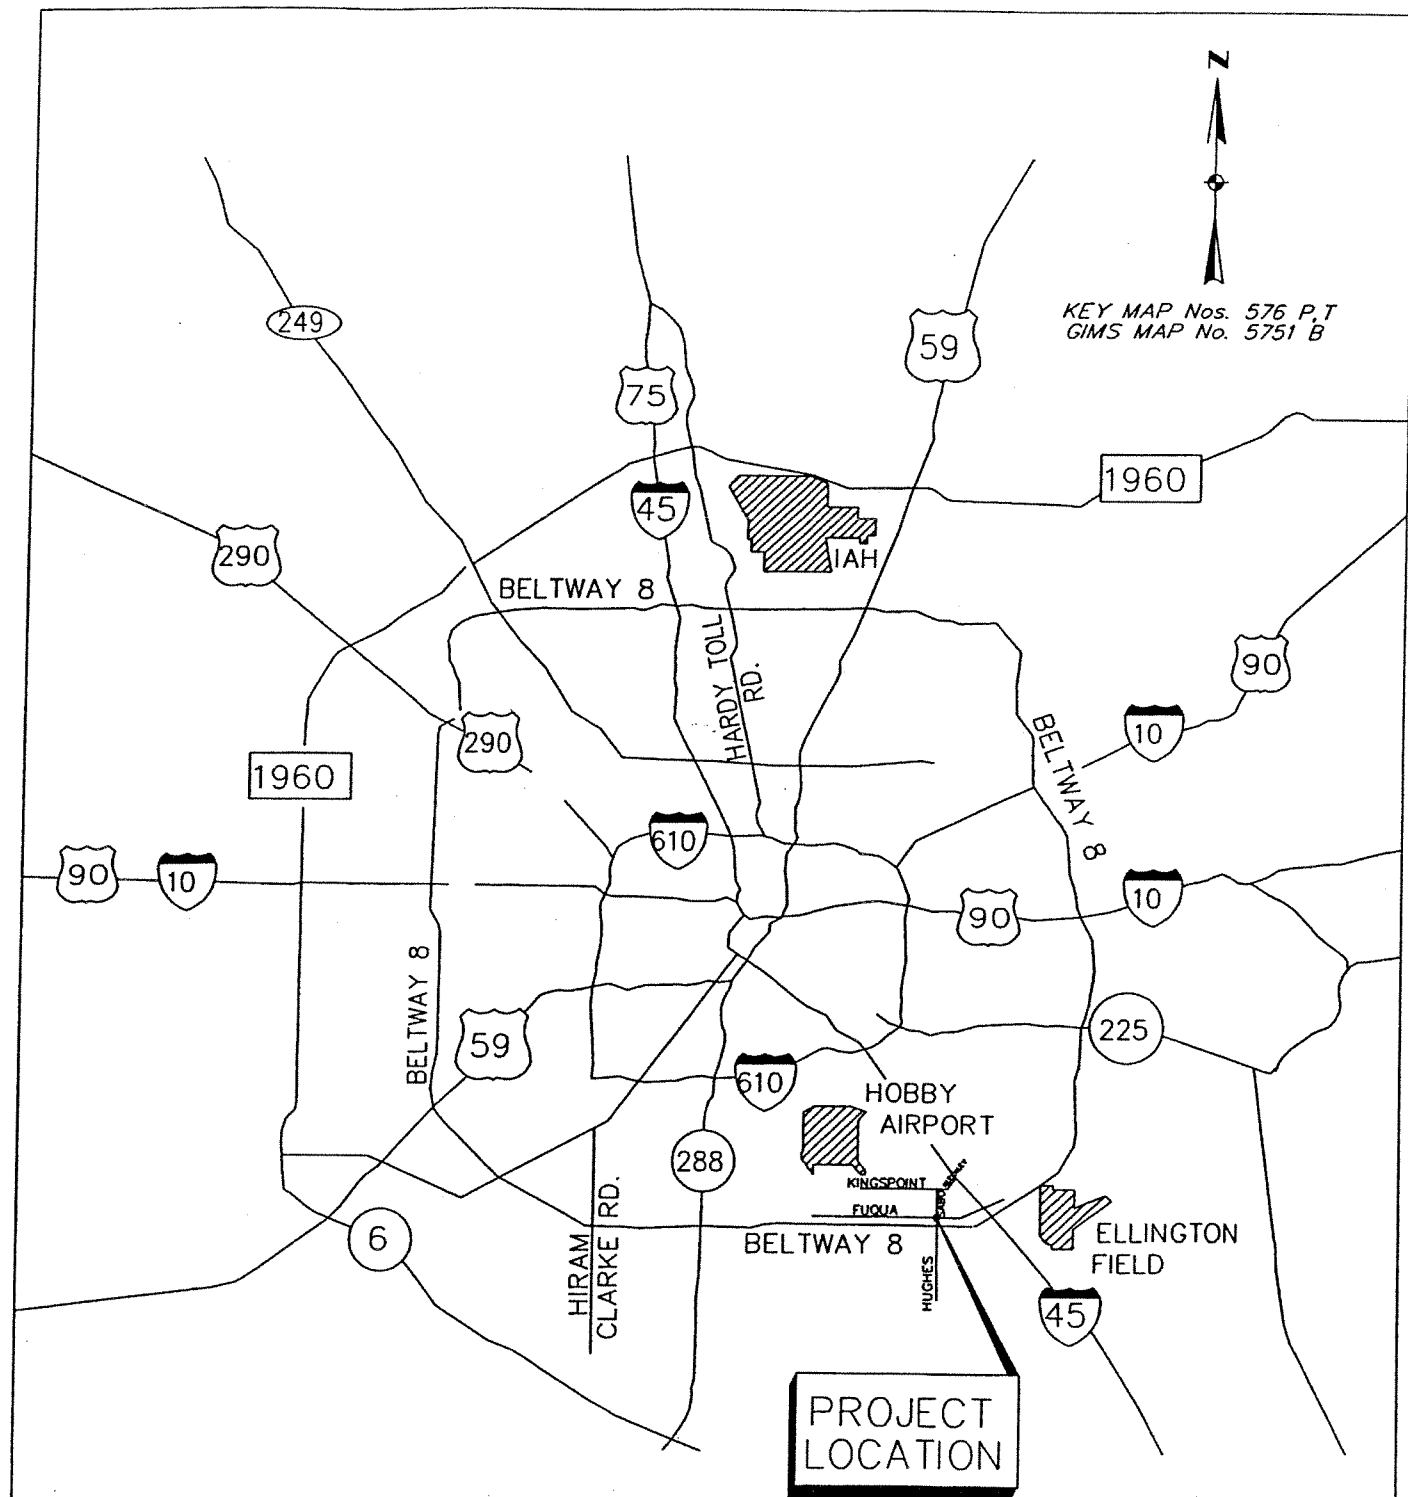 N
KEY MAP Nos. 576 P,T
GIMS MAP No. 5751 B
249
59
75
1960
45
290
IAH
BELTWAY 8
HARDY TOLL
RD.
90
10
BELTWAY 8
290
1960
610
90
10
90
10
BELTWAY 8
59
225
610
HOBBY
AIRPORT
288
KINGSPOINT
SABO
FUQUA
6
HIRAM
CLARKE RD.
BELTWAY 8
HUGHES
ELLINGTON
FIELD
45
PROJECT
LOCATION